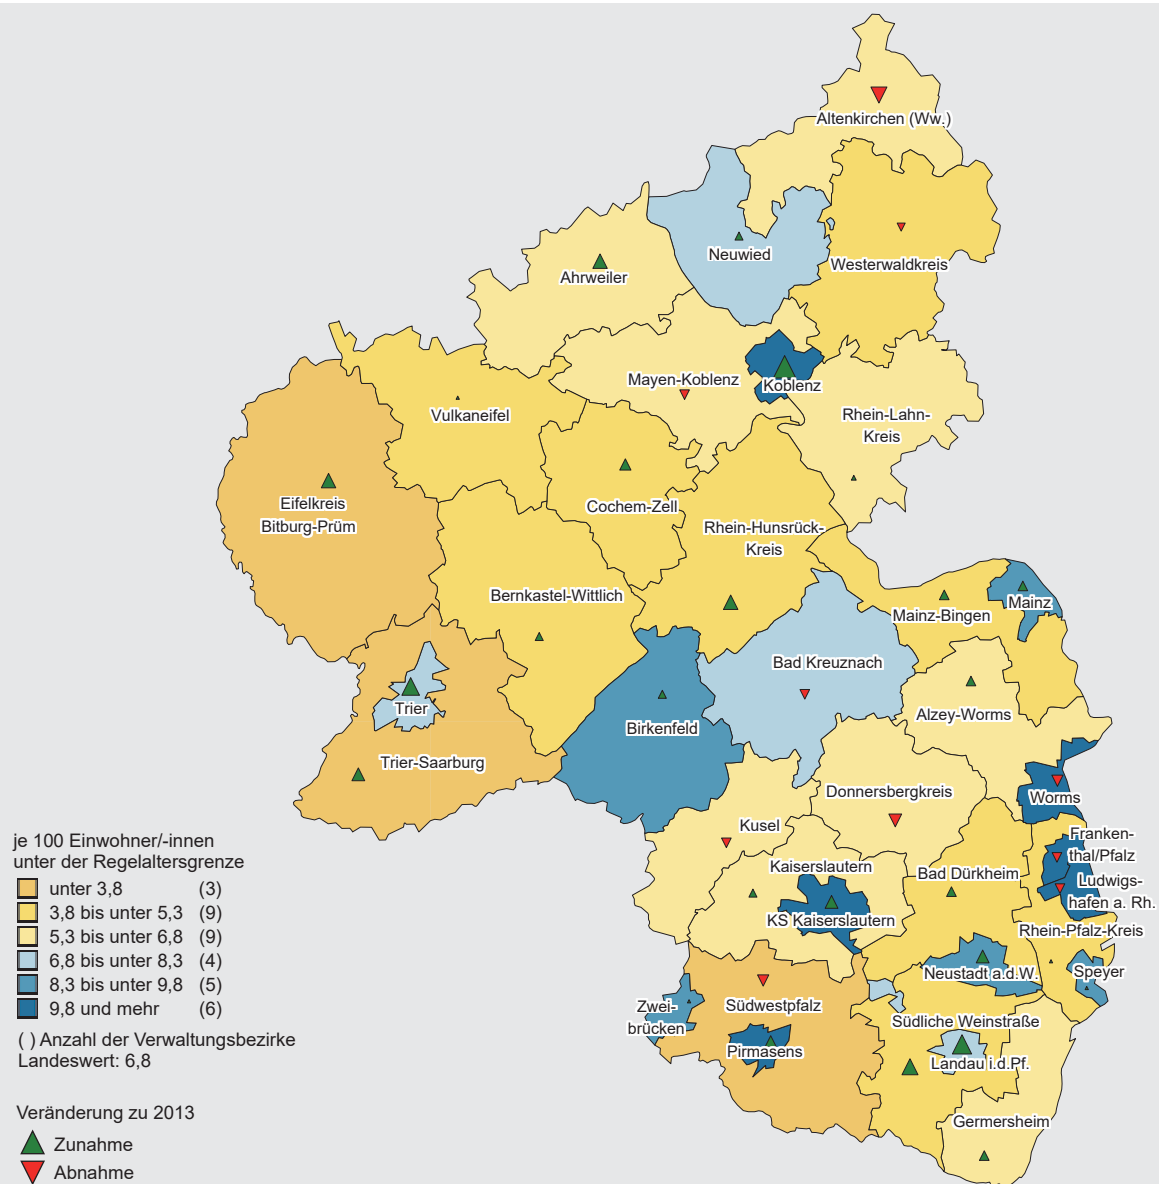 Altenkirchen (Ww.)
Neuwied
Westerwaldkreis
Ahrweiler
Mayen-Koblenz
Koblenz
Vulkaneifel
Rhein-Lahn-
Kreis
Eifelkreis
Bitburg-Prüm
Cochem-Zell
Rhein-Hunsrück-
Kreis
Bernkastel-Wittlich
Mainz-Bingen
Mainz
Bad Kreuznach
Trier
Alzey-Worms
Birkenfeld
Trier-Saarburg
Donnersbergkreis
Worms
Kusel
Franken-
thal/Pfalz
Kaiserslautern
Bad Dürkheim
Ludwigs-
hafen a. Rh.
KS Kaiserslautern
Rhein-Pfalz-Kreis
Neustadt a.d.W.
Speyer
Zwei-
brücken
Südwestpfalz
Südliche Weinstraße
Pirmasens
Landau i.d.Pf.
Germersheim
je 100 Einwohner/-innen
unter der Regelaltersgrenze
unter 3,8 (3)
3,8 bis unter 5,3 (9)
5,3 bis unter 6,8 (9)
6,8 bis unter 8,3 (4)
8,3 bis unter 9,8 (5)
9,8 und mehr (6)
( ) Anzahl der Verwaltungsbezirke
Landeswert: 6,8
Veränderung zu 2013
Zunahme
Abnahme